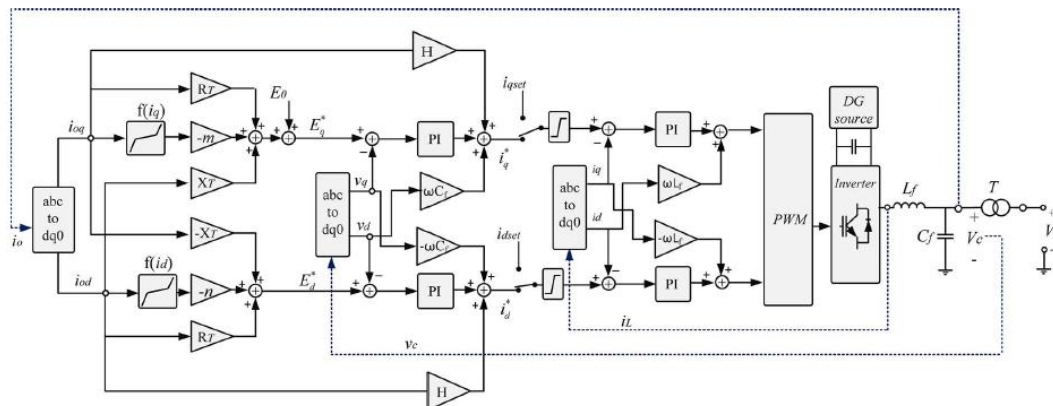 H
RT
E0
iqset
DG
source
f(iq)
ioq
-m
Eq*
PI
iq*
PI
XT
vq
ωCf
iq
ωLf
Inverter
Lf
T
abc
to
dq0
abc
to
dq0
abc
to
dq0
PWM
io
-XT
vd
-ωCf
id
-ωLf
Cf
Vc
V
f(id)
idset
iod
-n
Ed*
PI
id*
PI
RT
iL
vc
H